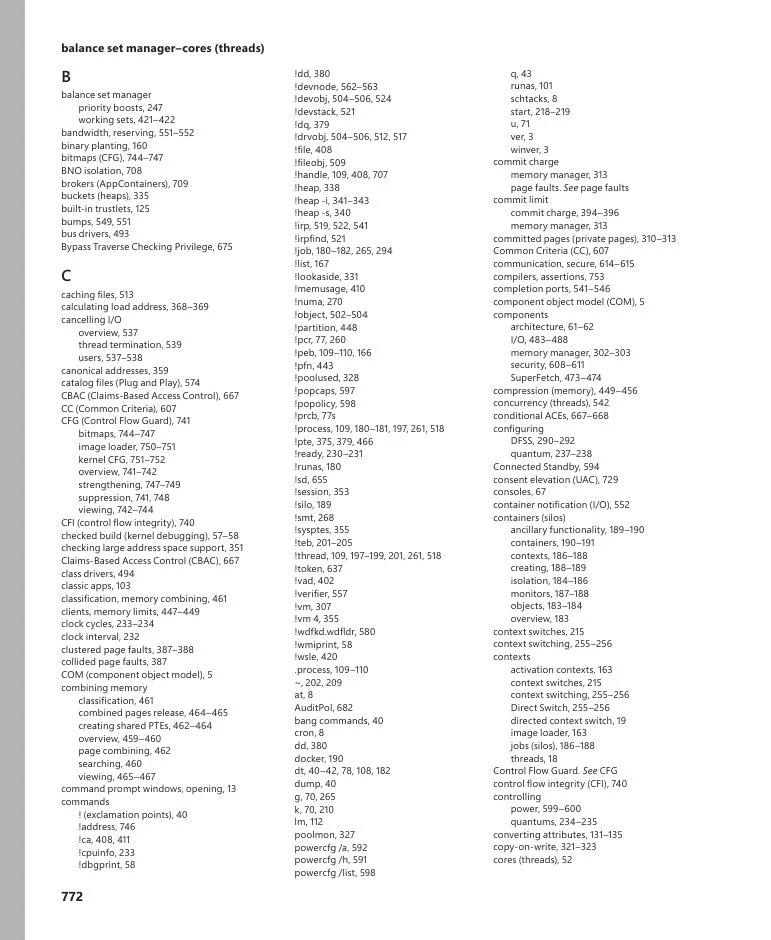 balance set manager–cores (threads)
B
balance set manager
priority boosts, 247
working sets, 421–422
bandwidth, reserving, 551–552
binary planting, 160
bitmaps (CFG), 744–747
BNO isolation, 708
brokers (AppContainers), 709
buckets (heaps), 335
built-in trustlets, 125
bumps, 549, 551
bus drivers, 493
Bypass Traverse Checking Privilege, 675
C
caching files, 513
calculating load address, 368–369
cancelling I/O
overview, 537
thread termination, 539
users, 537–538
canonical addresses, 359
catalog files (Plug and Play), 574
CBAC (Claims-Based Access Control), 667
CC (Common Criteria), 607
CFG (Control Flow Guard), 741
bitmaps, 744–747
image loader, 750–751
kernel CFG, 751–752
overview, 741–742
strengthening, 747–749
suppression, 741, 748
viewing, 742–744
CFI (control flow integrity), 740
checked build (kernel debugging), 57–58
checking large address space support, 351
Claims-Based Access Control (CBAC), 667
class drivers, 494
classic apps, 103
classification, memory combining, 461
clients, memory limits, 447–449
clock cycles, 233–234
clock interval, 232
clustered page faults, 387–388
collided page faults, 387
COM (component object model), 5
combining memory
classification, 461
combined pages release, 464–465
creating shared PTEs, 462–464
overview, 459–460
page combining, 462
searching, 460
viewing, 465–467
command prompt windows, opening, 13
commands
! (exclamation points), 40
!address, 746
!ca, 408, 411
!cpuinfo, 233
!dbgprint, 58
!dd, 380
!devnode, 562–563
!devobj, 504–506, 524
!devstack, 521
!dq, 379
!drvobj, 504–506, 512, 517
!file, 408
!fileobj, 509
!handle, 109, 408, 707
!heap, 338
!heap -i, 341–343
!heap -s, 340
!irp, 519, 522, 541
!irpfind, 521
!job, 180–182, 265, 294
!list, 167
!lookaside, 331
!memusage, 410
!numa, 270
!object, 502–504
!partition, 448
!pcr, 77, 260
!peb, 109–110, 166
!pfn, 443
!poolused, 328
!popcaps, 597
!popolicy, 598
!prcb, 77s
!process, 109, 180–181, 197, 261, 518
!pte, 375, 379, 466
!ready, 230–231
!runas, 180
!sd, 655
!session, 353
!silo, 189
!smt, 268
!sysptes, 355
!teb, 201–205
!thread, 109, 197–199, 201, 261, 518
!token, 637
!vad, 402
!verifier, 557
!vm, 307
!vm 4, 355
!wdfkd.wdfldr, 580
!wmiprint, 58
!wsle, 420
.process, 109–110
~, 202, 209
at, 8
AuditPol, 682
bang commands, 40
cron, 8
dd, 380
docker, 190
dt, 40–42, 78, 108, 182
dump, 40
g, 70, 265
k, 70, 210
lm, 112
poolmon, 327
powercfg /a, 592
powercfg /h, 591
powercfg /list, 598
q, 43
runas, 101
schtacks, 8
start, 218–219
u, 71
ver, 3
winver, 3
commit charge
memory manager, 313
page faults. See page faults
commit limit
commit charge, 394–396
memory manager, 313
committed pages (private pages), 310–313
Common Criteria (CC), 607
communication, secure, 614–615
compilers, assertions, 753
completion ports, 541–546
component object model (COM), 5
components
architecture, 61–62
I/O, 483–488
memory manager, 302–303
security, 608–611
SuperFetch, 473–474
compression (memory), 449–456
concurrency (threads), 542
conditional ACEs, 667–668
configuring
DFSS, 290–292
quantum, 237–238
Connected Standby, 594
consent elevation (UAC), 729
consoles, 67
container notification (I/O), 552
containers (silos)
ancillary functionality, 189–190
containers, 190–191
contexts, 186–188
creating, 188–189
isolation, 184–186
monitors, 187–188
objects, 183–184
overview, 183
context switches, 215
context switching, 255–256
contexts
activation contexts, 163
context switches, 215
context switching, 255–256
Direct Switch, 255–256
directed context switch, 19
image loader, 163
jobs (silos), 186–188
threads, 18
Control Flow Guard. See CFG
control flow integrity (CFI), 740
controlling
power, 599–600
quantums, 234–235
converting attributes, 131–135
copy-on-write, 321–323
cores (threads), 52
772